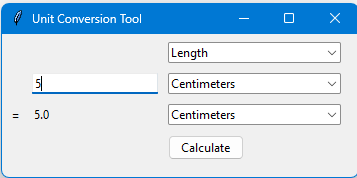 Unit Conversion Tool
Length
5 Centimeters
= 5.0 Centimeters
Calculate